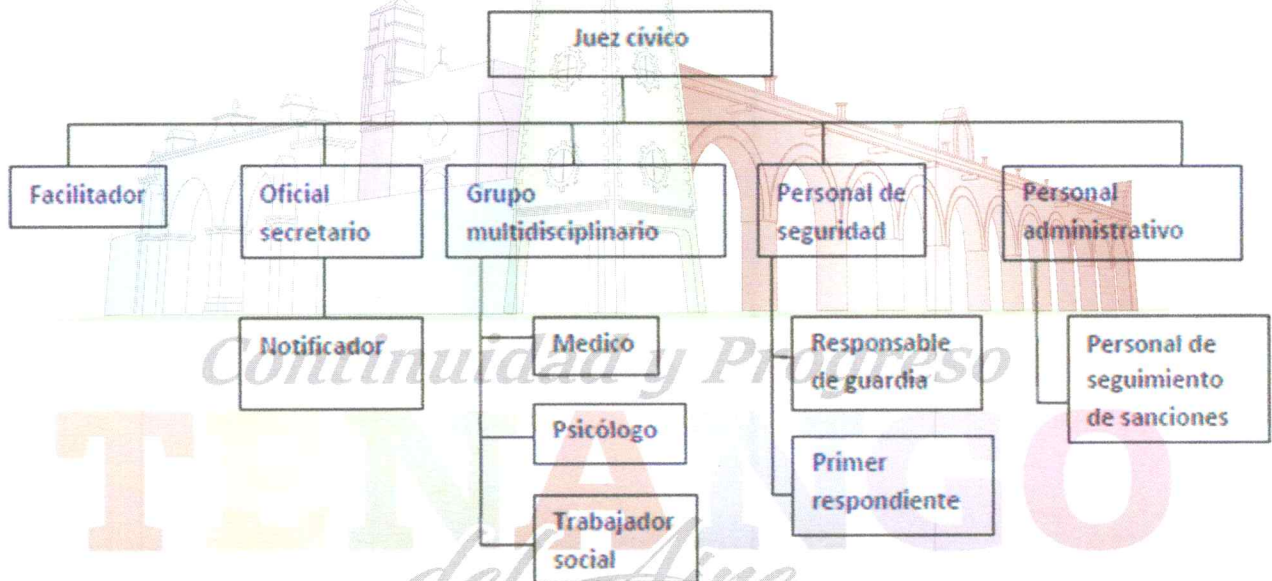 Juez cívico
Facilitador
Oficial
secretario
Grupo
multidisciplinario
Personal de
seguridad
Personal
administrativo
Notificador
Medico
Psicólogo
Trabajador
social
Responsable
de guardia
Primer
respondiente
Personal de
seguimiento
de sanciones
Continuidad y Progreso
TENANGO
del Aire